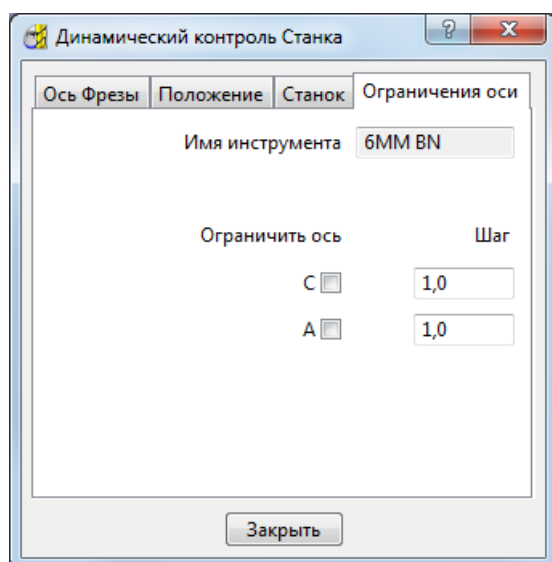 Динамический контроль Станка
Ось Фрезы Положение Станок Ограничения оси
Имя инструмента 6MM BN
Ограничить ось Шаг
C 1,0
A 1,0
Закрыть